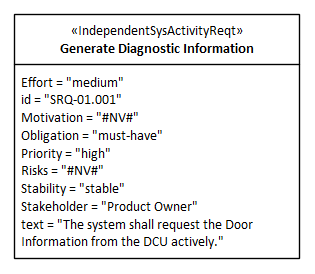 «IndependentSysActivityReqt»
Generate Diagnostic Information
Effort = "medium"
id = "SRQ-01.001"
Motivation = "#NV#"
Obligation = "must-have"
Priority = "high"
Risks = "#NV#"
Stability = "stable"
Stakeholder = "Product Owner"
text = "The system shall request the Door
Information from the DCU actively."